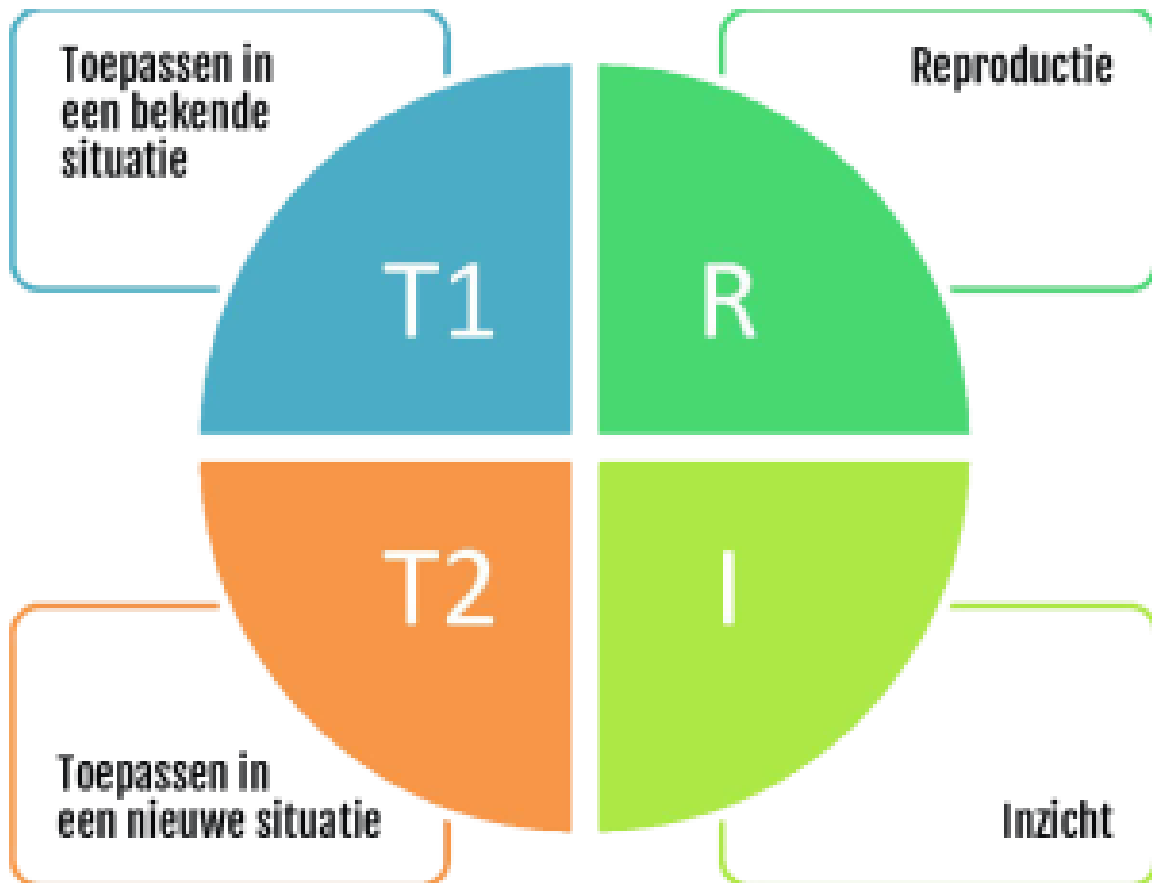 Toepassen in
een bekende
situatie
Reproductie
T1
R
T2
I
Toepassen in
een nieuwe situatie
Inzicht